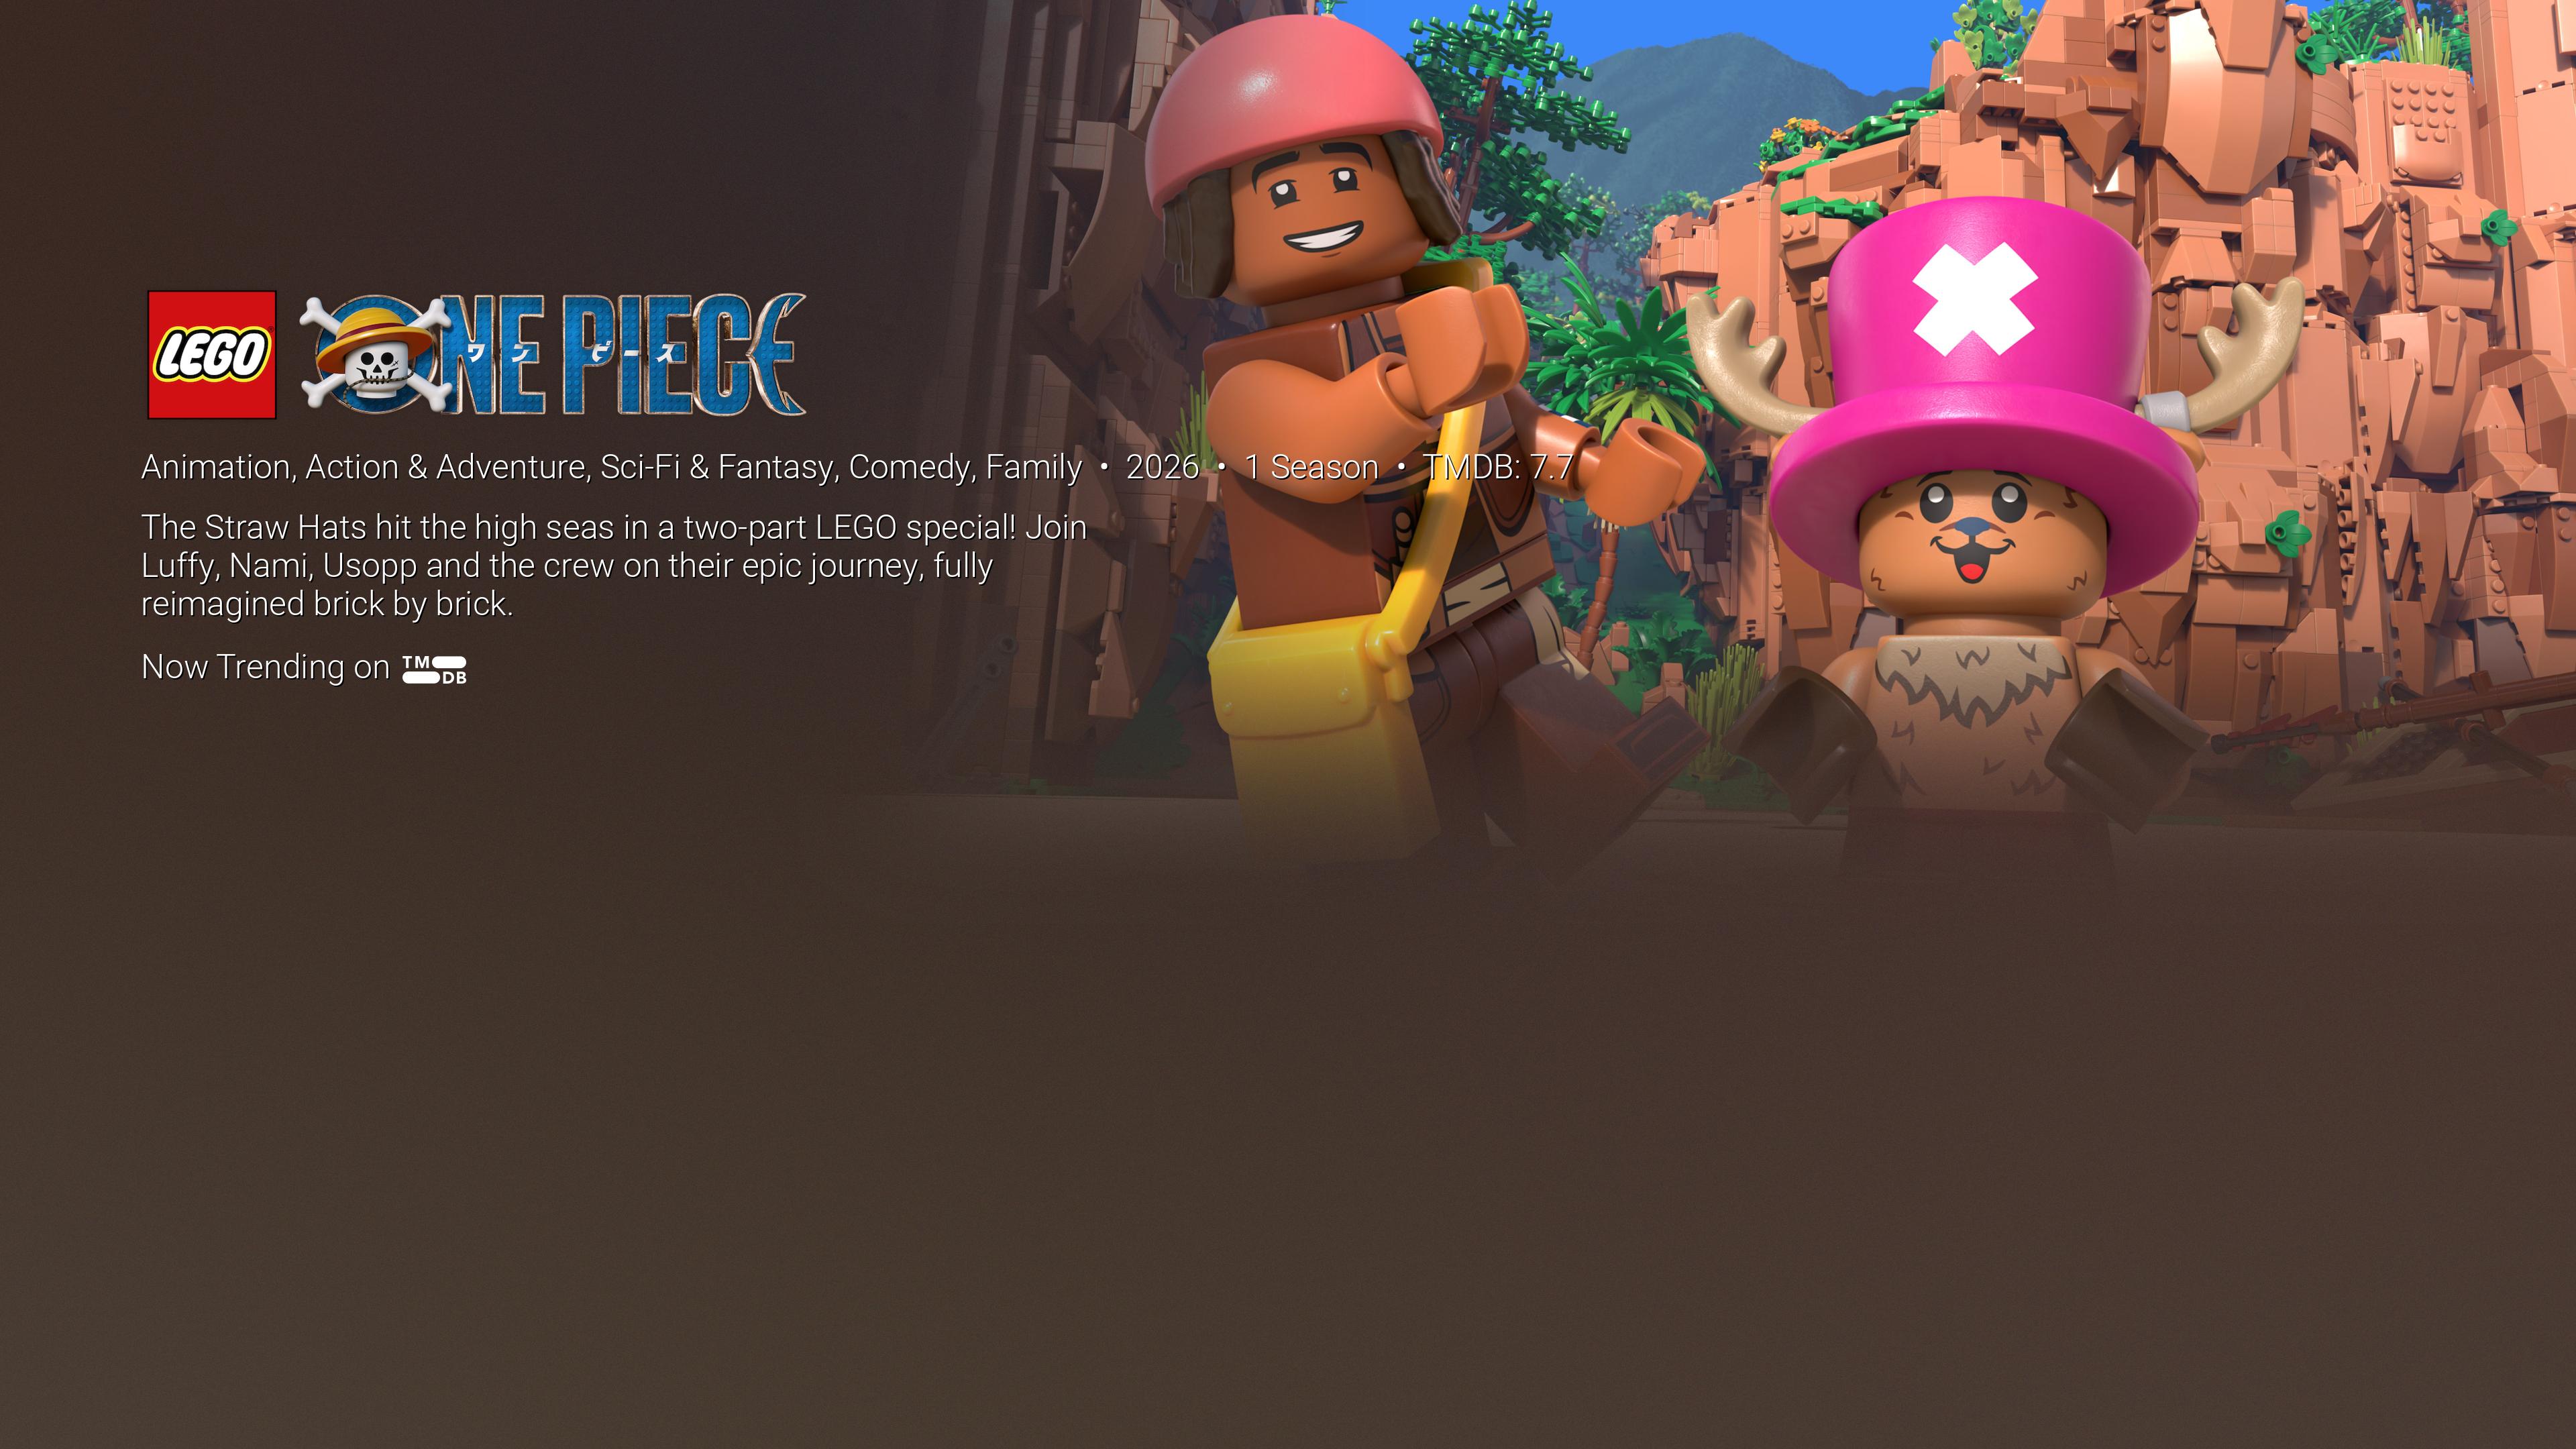 LEGO ONE PIECE
ワンピース
Animation, Action & Adventure, Sci-Fi & Fantasy, Comedy, Family • 2026 • 1 Season • TMDB: 7.7
The Straw Hats hit the high seas in a two-part LEGO special! Join
Luffy, Nami, Usopp and the crew on their epic journey, fully
reimagined brick by brick.
Now Trending on TMDB